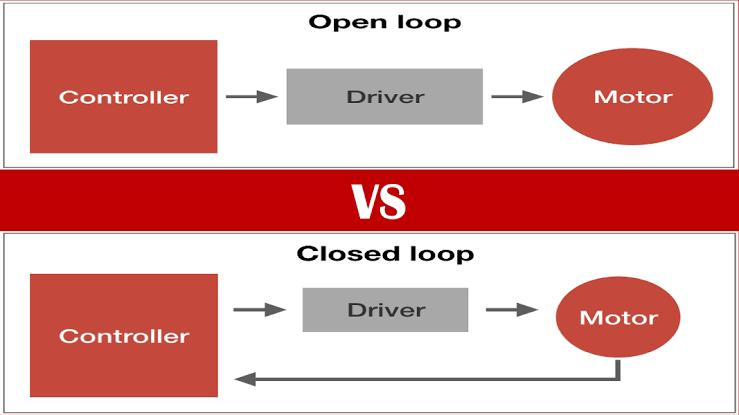 Open loop
Controller
Driver
Motor
VS
Closed loop
Controller
Driver
Motor